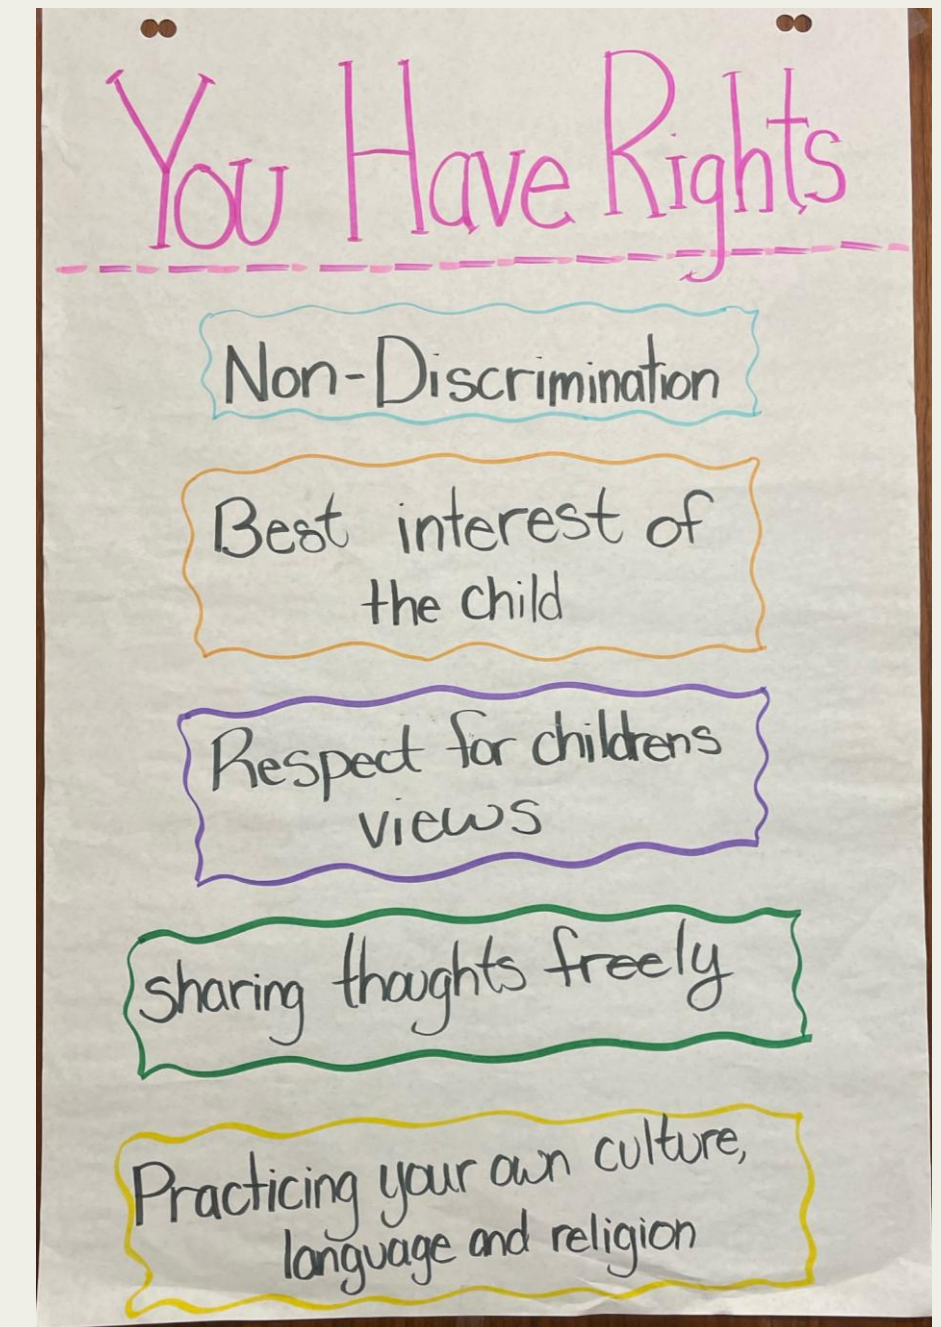 You Have Rights
Non-Discrimination
Best interest of
the child
Respect for childrens
views
sharing thoughts freely
Practicing your own culture,
language and religion